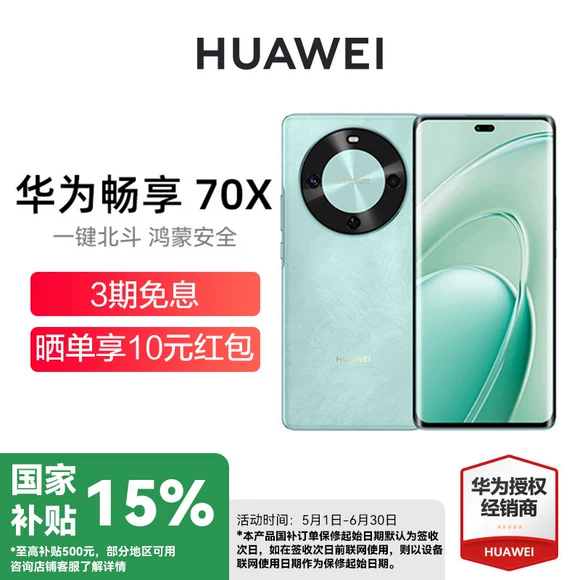 HUAWEI
华为畅享 70X
一键北斗 鸿蒙安全
3期免息
晒单享10元红包
HUAWEI
国家
补贴
15%
*至高补贴500元，部分地区可用
咨询店铺客服了解详情
活动时间：5月1日-6月30日
*本产品国补订单保修起始日期默认为签收
次日，如在签收次日前联网使用，则以设备
联网使用日期作为保修起始日期。
华为授权
经销商
HUAWEI